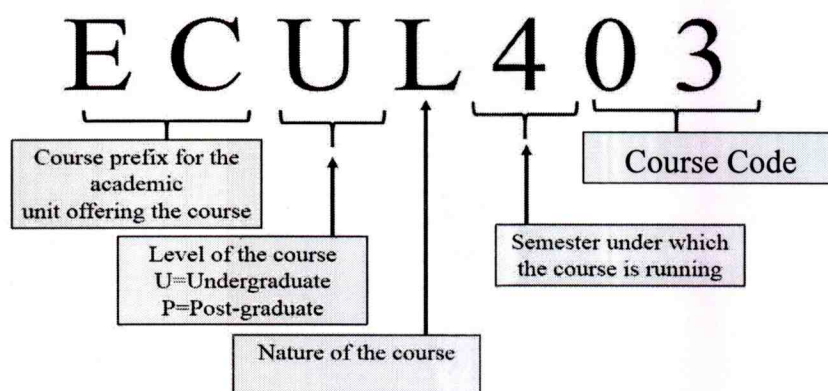 E C U L 4 0 3
Course prefix for the
academic
unit offering the course
Course Code
Level of the course
U=Undergraduate
P=Post-graduate
Semester under which
the course is running
Nature of the course